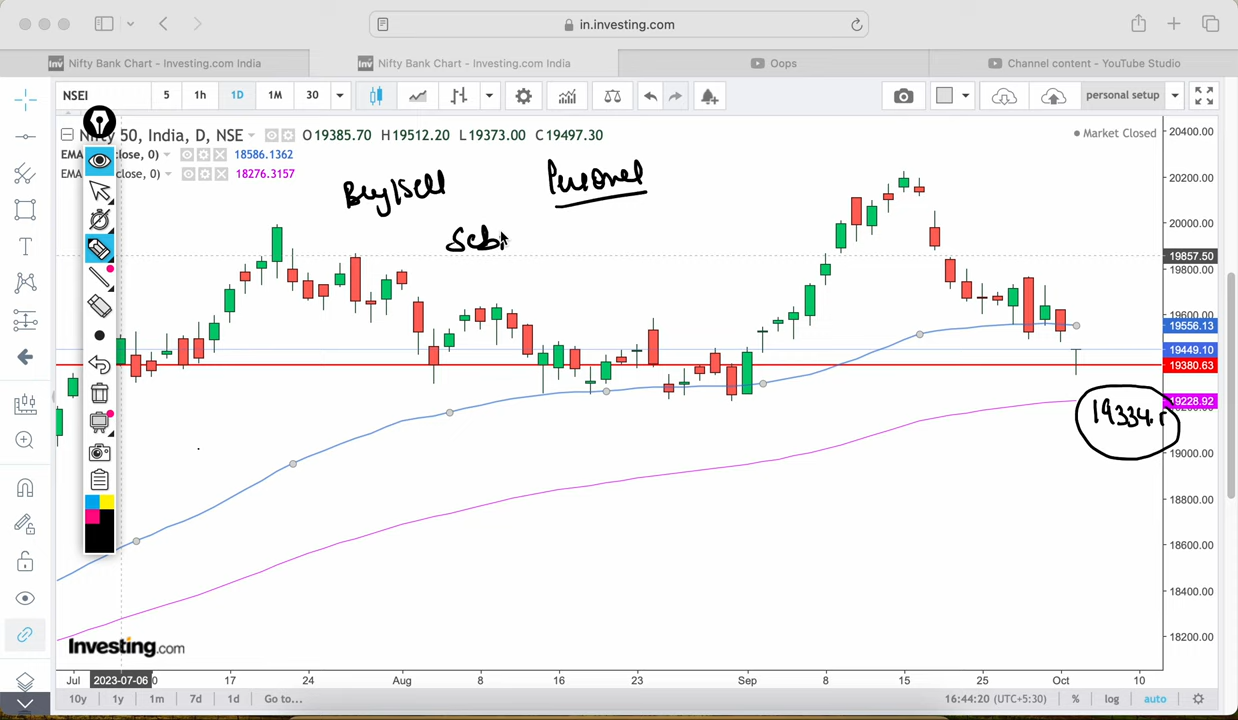 in.investing.com
Nifty Bank Chart - Investing.com India
Nifty Bank Chart - Investing.com India
Oops
Channel content - YouTube Studio
NSEI
5
1h
1D
1M
30
personal setup
50, India, D, NSE
O19385.70 H19512.20 L19373.00 C19497.30
Market Closed
EMA
close, 0)
18586.1362
EMA
close, 0)
18276.3157
Buy/Sell
Personel
Sebi
20400.00
20200.00
20000.00
19857.50
19800.00
19600.00
19556.13
19449.10
19380.63
19228.92
19334.
19000.00
18800.00
18600.00
18400.00
18200.00
Investing.com
Jul
2023-07-06
0
17
24
Aug
8
16
23
Sep
8
15
25
Oct
10
10y
1y
1m
7d
1d
Go to...
16:44:20 (UTC+5:30)
%
log
auto